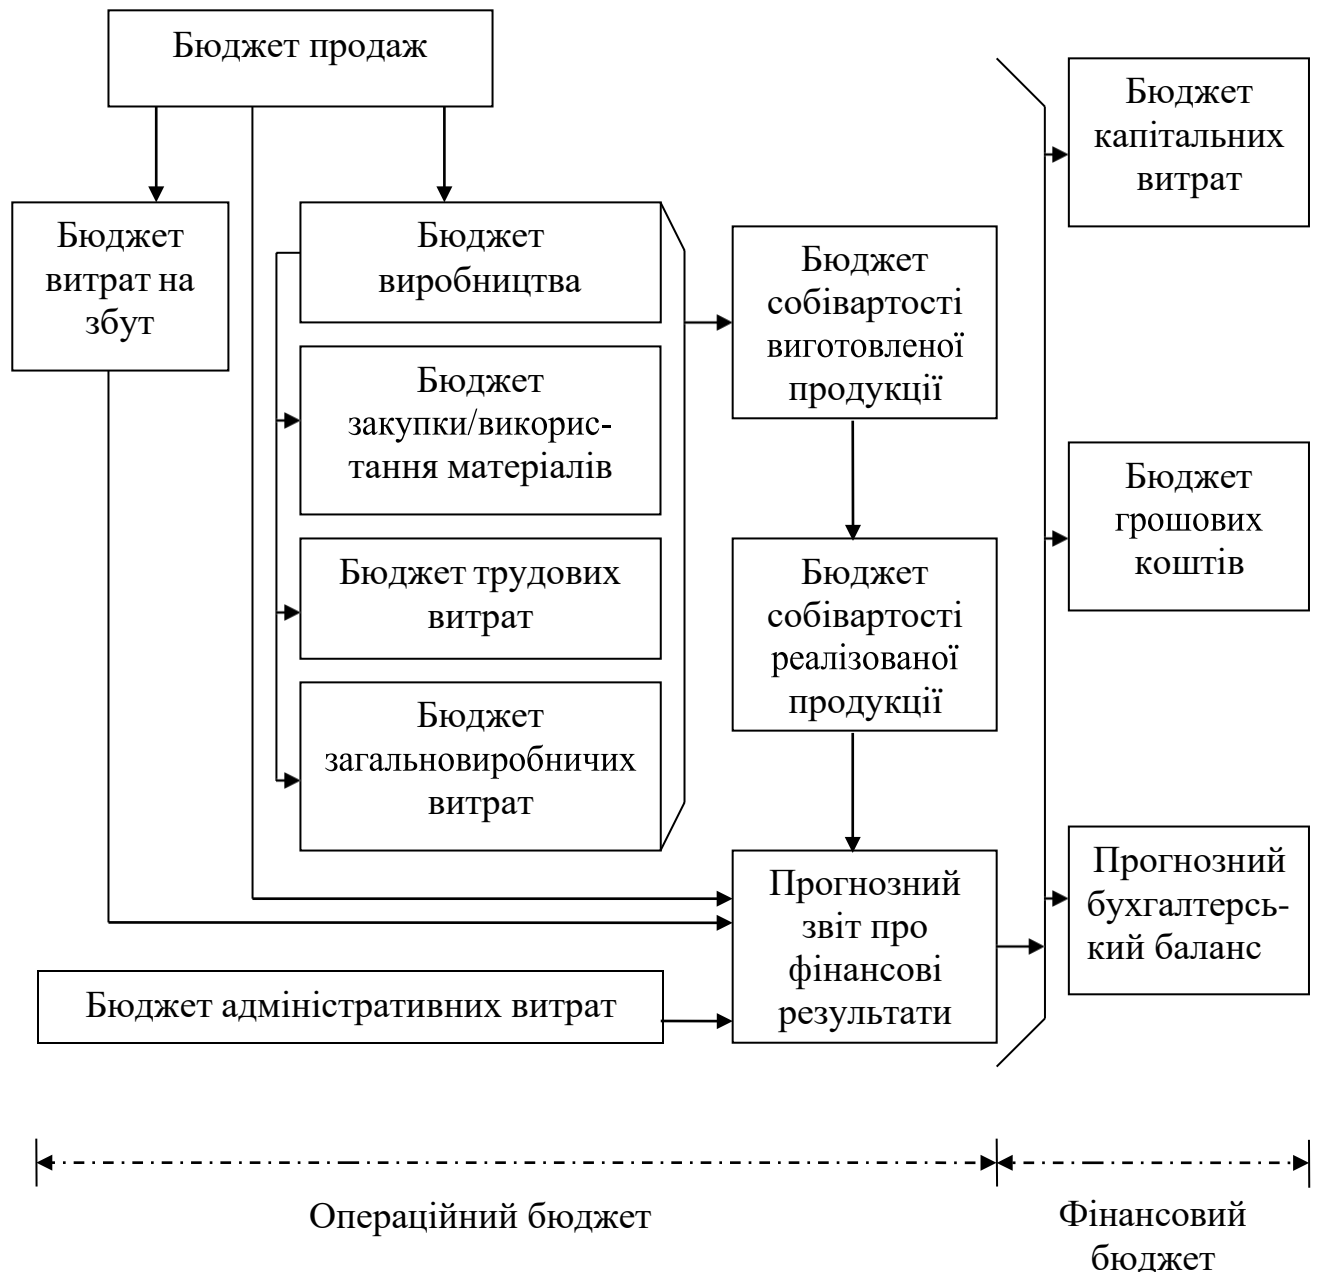 Бюджет продаж
Бюджет
витрат на
збут
Бюджет
виробництва
Бюджет
закупки/викорис-
тання матеріалів
Бюджет трудових
витрат
Бюджет
загальновиробничих
витрат
Бюджет
собівартості
виготовленої
продукції
Бюджет
собівартості
реалізованої
продукції
Прогнозний
звіт про
фінансові
результати
Бюджет адміністративних витрат
Бюджет
капітальних
витрат
Бюджет
грошових
коштів
Прогнозний
бухгалтерсь-
кий баланс
Операційний бюджет
Фінансовий
бюджет